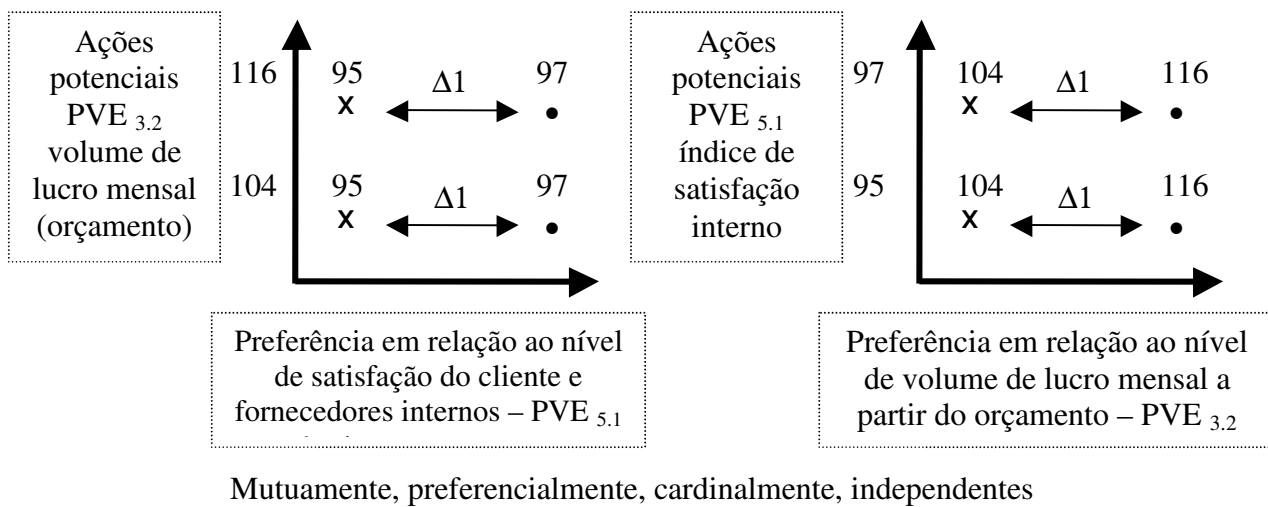 Ações
potenciais
PVE 3.2
volume de
lucro mensal
(orçamento)
116 95 Δ1 97
x •
104 95 Δ1 97
x •
Preferência em relação ao nível
de satisfação do cliente e
fornecedores internos – PVE 5.1
Ações
potenciais
PVE 5.1
índice de
satisfação
interno
97 104 Δ1 116
x •
95 104 Δ1 116
x •
Preferência em relação ao nível
de volume de lucro mensal a
partir do orçamento – PVE 3.2
Mutuamente, preferencialmente, cardinalmente, independentes